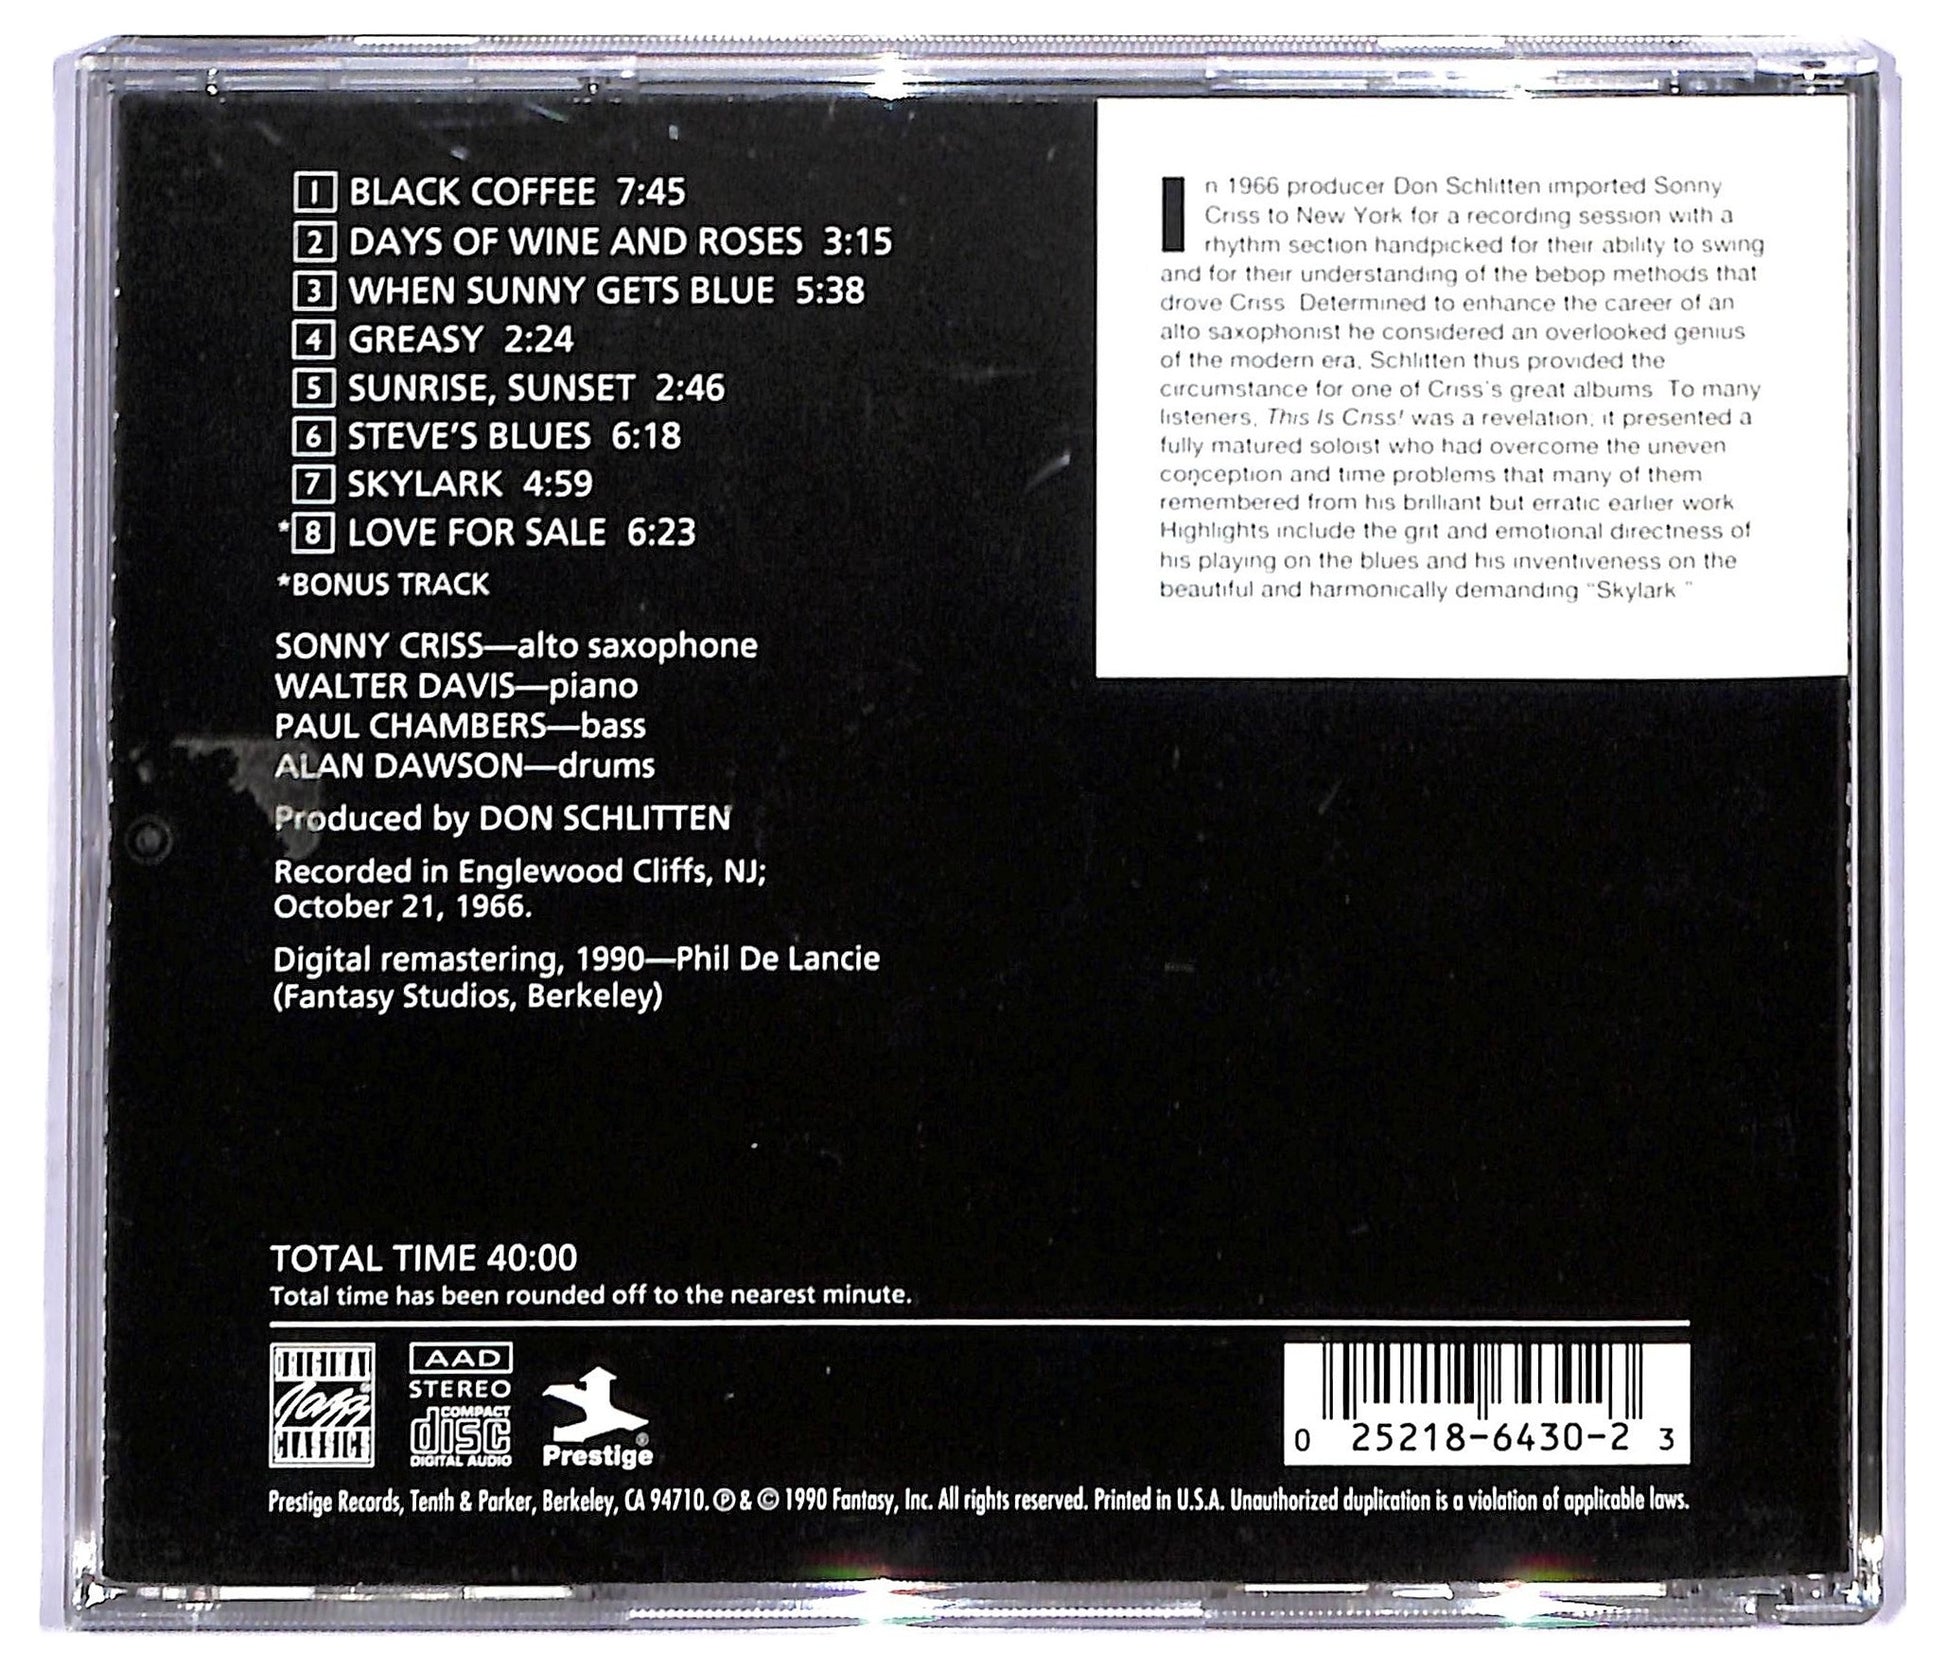 1 BLACK COFFEE 7:45
2 DAYS OF WINE AND ROSES 3:15
3 WHEN SUNNY GETS BLUE 5:38
4 GREASY 2:24
5 SUNRISE, SUNSET 2:46
6 STEVE'S BLUES 6:18
7 SKYLARK 4:59
*8 LOVE FOR SALE 6:23
*BONUS TRACK
SONNY CRISS—alto saxophone
WALTER DAVIS—piano
PAUL CHAMBERS—bass
ALAN DAWSON—drums
Produced by DON SCHLITTEN
Recorded in Englewood Cliffs, NJ;
October 21, 1966.
Digital remastering, 1990—Phil De Lancie
(Fantasy Studios, Berkeley)
In 1966 producer Don Schlitten imported Sonny
Criss to New York for a recording session with a
rhythm section handpicked for their ability to swing
and for their understanding of the bebop methods that
drove Criss. Determined to enhance the career of an
alto saxophonist he considered an overlooked genius
of the modern era, Schlitten thus provided the
circumstance for one of Criss's great albums. To many
listeners, This Is Criss! was a revelation; it presented a
fully matured soloist who had overcome the uneven
conception and time problems that many of them
remembered from his brilliant but erratic earlier work.
Highlights include the grit and emotional directness of
his playing on the blues and his inventiveness on the
beautiful and harmonically demanding "Skylark."
TOTAL TIME 40:00
Total time has been rounded off to the nearest minute.
ORIGINAL
Jazz
CLASSICS
AAD
STEREO
COMPACT
disc
DIGITAL AUDIO
Prestige®
0 25218-6430-2 3
Prestige Records, Tenth & Parker, Berkeley, CA 94710. ℗ & © 1990 Fantasy, Inc. All rights reserved. Printed in U.S.A. Unauthorized duplication is a violation of applicable laws.